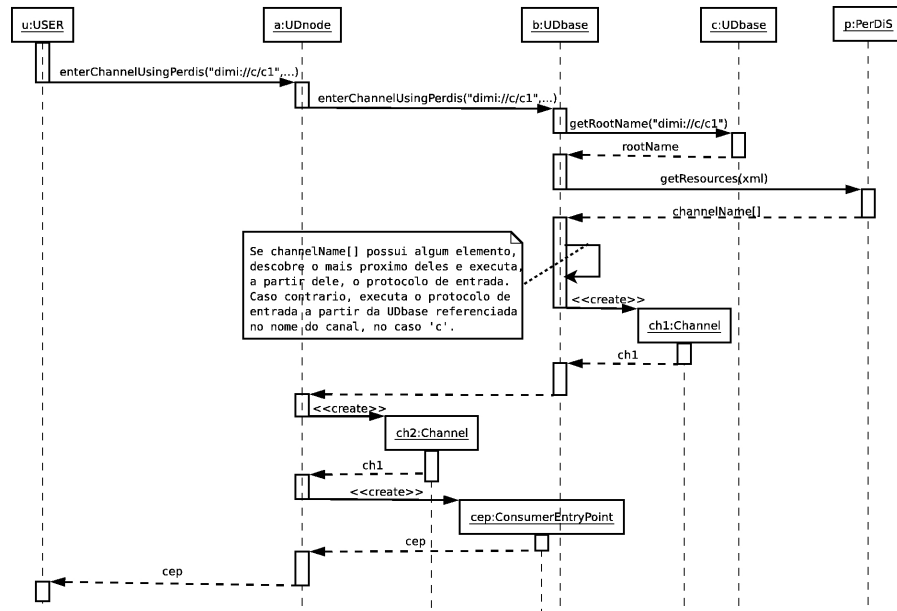 u:USER
a:UDnode
b:UDbase
c:UDbase
p:PerDiS
enterChannelUsingPerdis("dimi://c/c1",...)
enterChannelUsingPerdis("dimi://c/c1",...)
getRootName("dimi://c/c1")
rootName
getResources(xml)
channelName[]
Se channelName[] possui algum elemento,
descobre o mais proximo deles e executa,
a partir dele, o protocolo de entrada.
Caso contrario, executa o protocolo de
entrada a partir da UDbase referenciada
no nome do canal, no caso 'c'.
<<create>>
ch1:Channel
ch1
<<create>>
ch2:Channel
ch1
<<create>>
cep:ConsumerEntryPoint
cep
cep